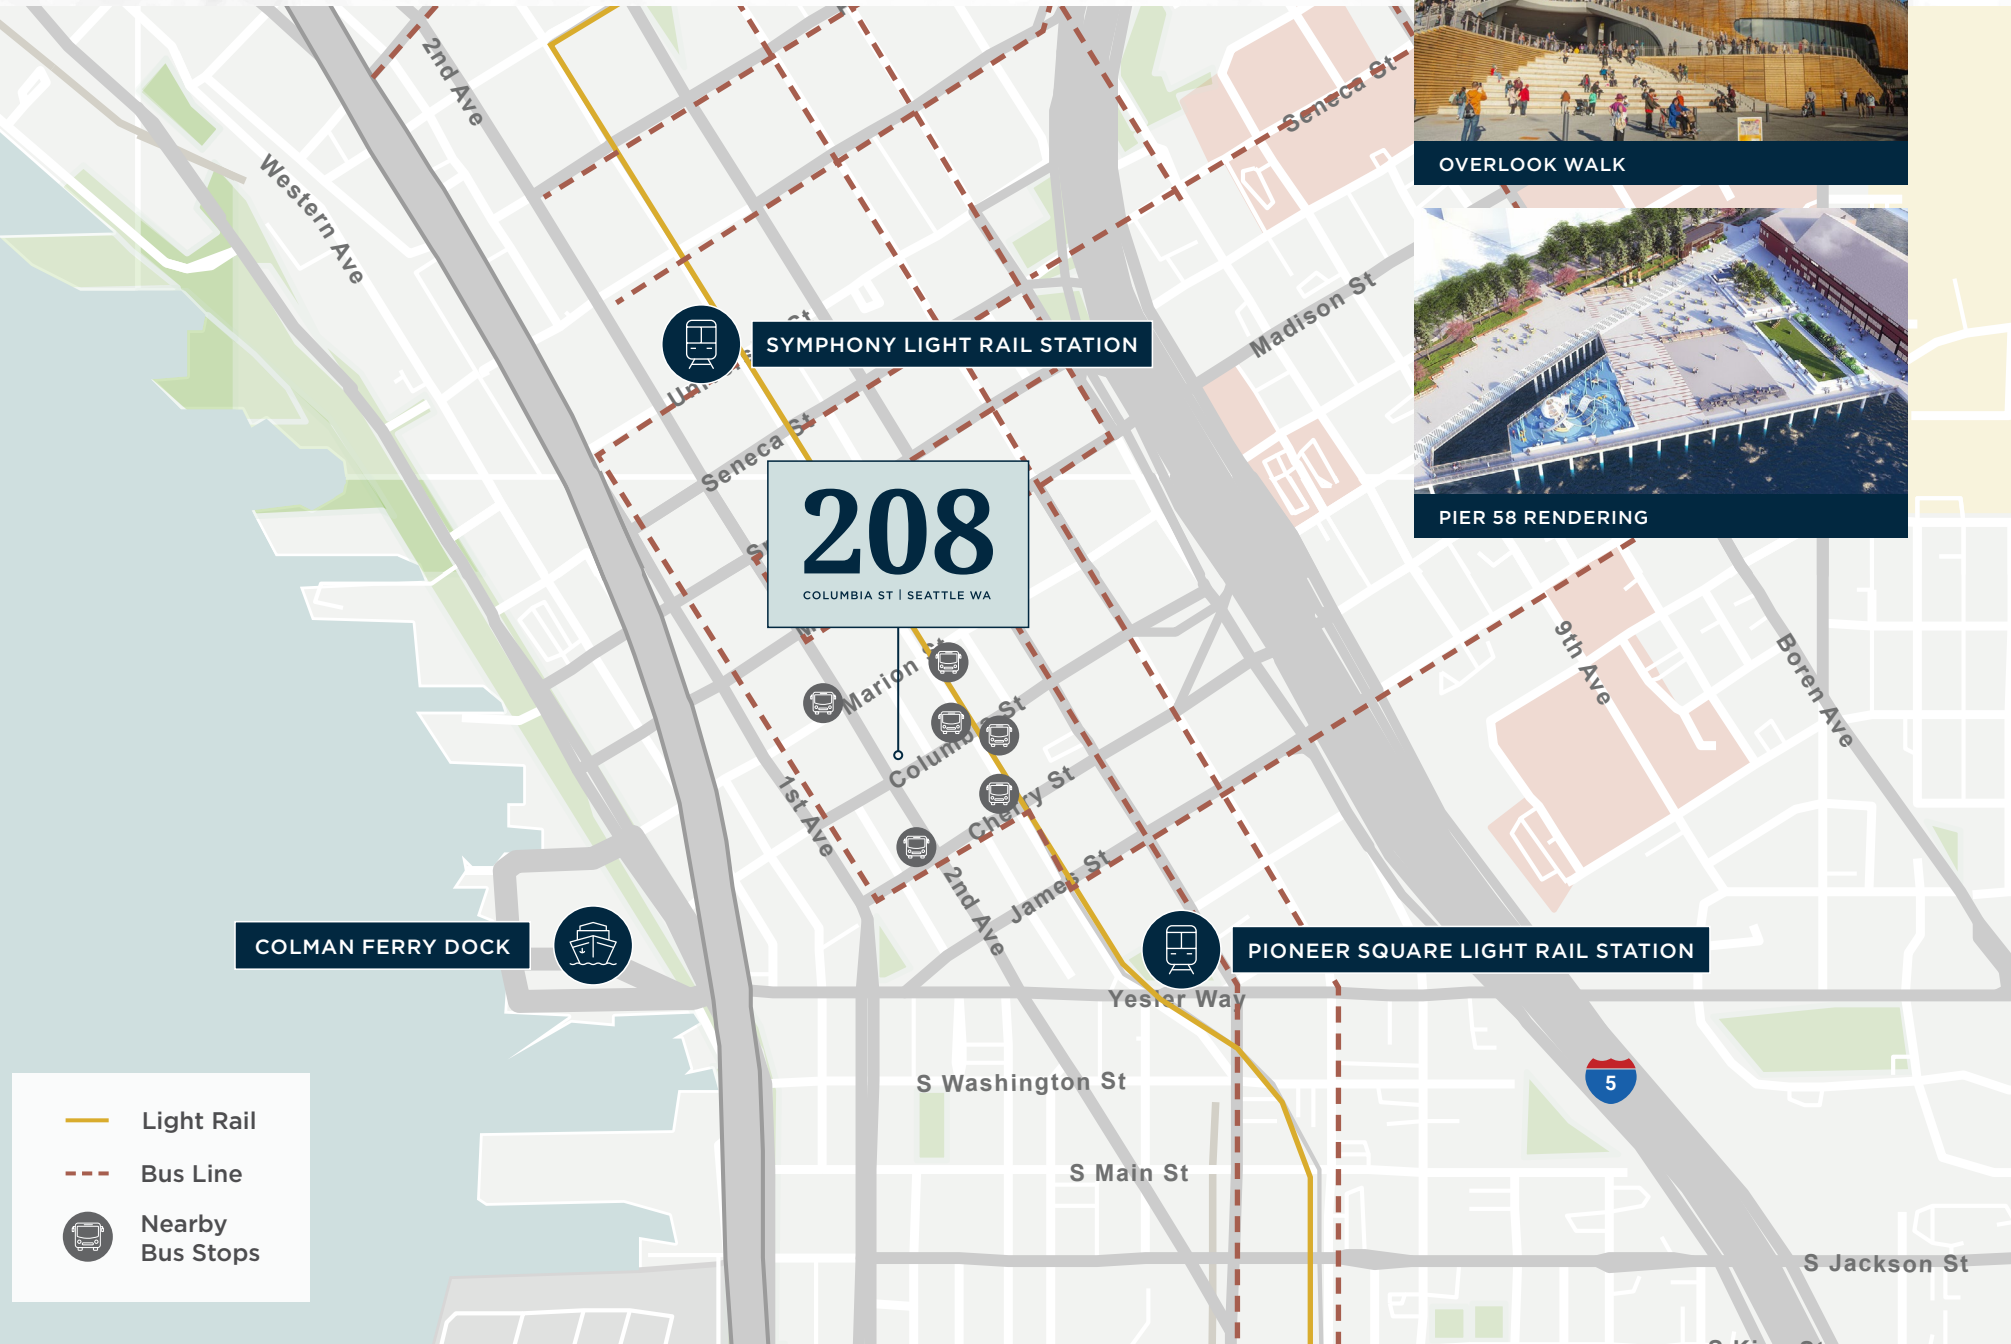 2nd Ave
Seneca St
OVERLOOK WALK
Western Ave
Madison St
SYMPHONY LIGHT RAIL STATION
Seneca St
208
COLUMBIA ST | SEATTLE WA
PIER 58 RENDERING
Marion St
9th Ave
Boren Ave
Columbia St
1st Ave
Cherry St
James St
2nd Ave
COLMAN FERRY DOCK
PIONEER SQUARE LIGHT RAIL STATION
Yesler Way
S Washington St
5
Light Rail
Bus Line
Nearby
Bus Stops
S Main St
S Jackson St